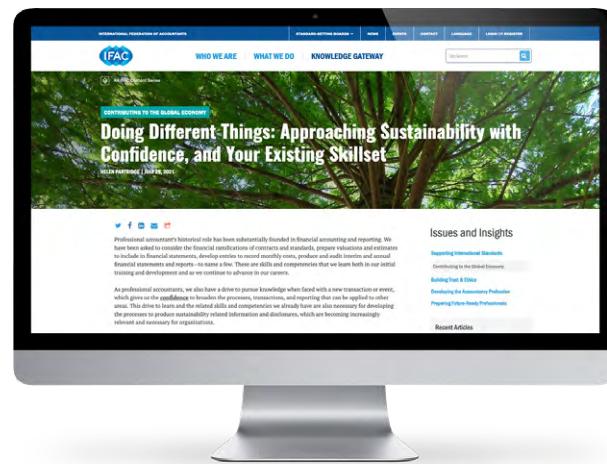 INTERNATIONAL FEDERATION OF ACCOUNTANTS
STANDARD-SETTING BOARDS
NEWS
EVENTS
CONTACT
LANGUAGE
LOGIN OR REGISTER
IFAC
WHO WE ARE
WHAT WE DO
KNOWLEDGE GATEWAY
CONTRIBUTING TO THE GLOBAL ECONOMY
Doing Different Things: Approaching Sustainability with
Confidence, and Your Existing Skillset
HELEN PARTRIDGE | 2021
Professional accountant's historical role has been substantially founded in financial accounting and reporting. We
have been asked to consider the financial ramifications of contracts and standards, prepare valuations and estimates
to include in financial statements, develop entries to record monthly costs, produce and audit interim and annual
financial statements and reports—to name a few. These are skills and competencies that we learn both in our initial
training and development and as we continue to advance in our careers.
As professional accountants, we also have a drive to pursue knowledge when faced with a new transaction or event,
which gives us the confidence to broaden the processes, transactions, and reporting that can be applied to other
areas. This drive to learn and the related skills and competencies we already have are also necessary for developing
the processes to produce sustainability related information and disclosures, which are becoming increasingly
relevant and necessary for organizations.
Issues and Insights
Supporting International Standards
Contributing to the Global Economy
Building Trust & Ethics
Developing the Accountancy Profession
Preparing Future-Ready Professionals
Recent Articles